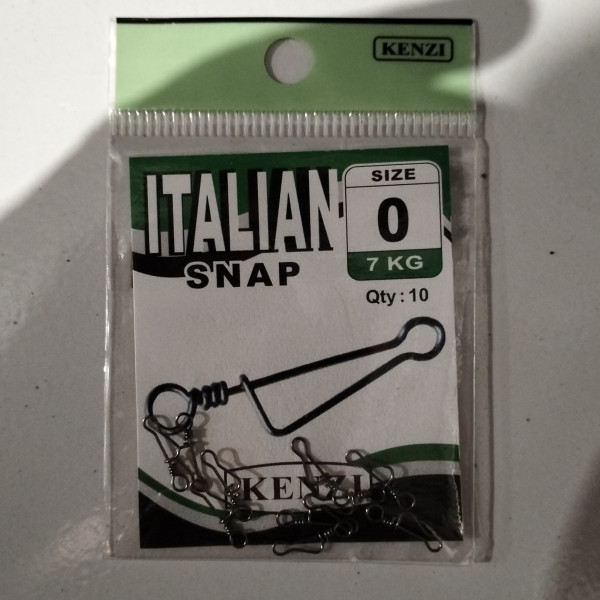 KENZI
ITALIAN
SNAP
SIZE
0
7 KG
Qty : 10
KENZI